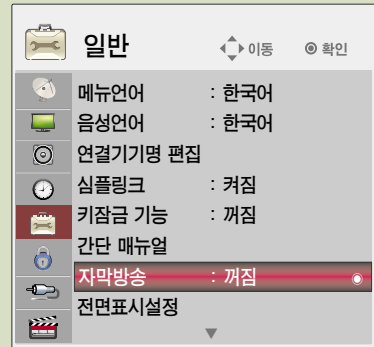 일반 이동 ◉ 확인
메뉴언어 : 한국어
음성언어 : 한국어
연결기기명 편집
심플링크 : 켜짐
키잠금 기능 : 꺼짐
간단 매뉴얼
자막방송 : 꺼짐 ◉
전면표시설정
▼